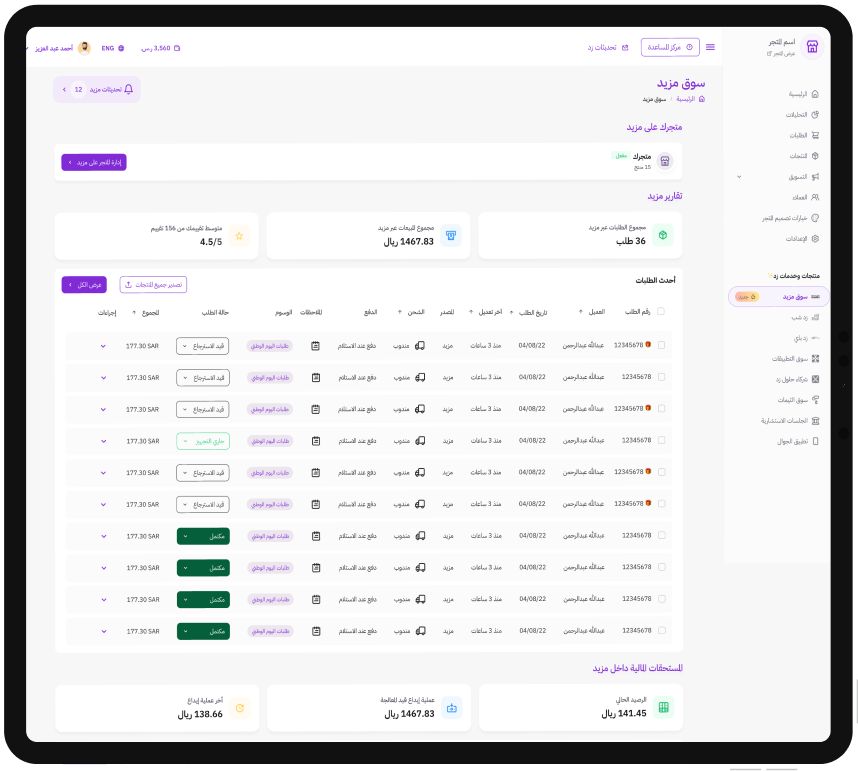 اسم المتجر
عرض المتجر
مركز المساعدة
تحديثات زد
3,560 ر.س.
ENG
أحمد عبد العزيز
الرئيسية
التحليلات
الطلبات
المنتجات
التسويق
العملاء
خيارات تصميم المتجر
الإعدادات
منتجات وخدمات زد
سوق مزيد
جديد
زد شب
زد باي
سوق التطبيقات
شركاء حلول زد
سوق الثيمات
الجلسات الاستشارية
تطبيق الجوال
سوق مزيد
الرئيسية / سوق مزيد
تحديثات مزيد 12
متجرك على مزيد
متجرك مفعل
15 منتج
إدارة المتجر على مزيد
تقارير مزيد
مجموع الطلبات عبر مزيد
36 طلب
مجموع المبيعات عبر مزيد
1467.83 ريال
متوسط تقييمك من 156 تقييم
4.5/5
أحدث الطلبات
تصدير جميع المنتجات
عرض الكل
رقم الطلب العميل تاريخ الطلب آخر تعديل المصدر الشحن الدفع الملاحظات الوسوم حالة الطلب المجموع إجراءات
12345678 عبدالله عبدالرحمن 04/08/22 منذ 3 ساعات مزيد مندوب دفع عند الاستلام طلبات اليوم الوطني قيد الاسترجاع 177.30 SAR
12345678 عبدالله عبدالرحمن 04/08/22 منذ 3 ساعات مزيد مندوب دفع عند الاستلام طلبات اليوم الوطني قيد الاسترجاع 177.30 SAR
12345678 عبدالله عبدالرحمن 04/08/22 منذ 3 ساعات مزيد مندوب دفع عند الاستلام طلبات اليوم الوطني قيد الاسترجاع 177.30 SAR
12345678 عبدالله عبدالرحمن 04/08/22 منذ 3 ساعات مزيد مندوب دفع عند الاستلام طلبات اليوم الوطني جاري التجهيز 177.30 SAR
12345678 عبدالله عبدالرحمن 04/08/22 منذ 3 ساعات مزيد مندوب دفع عند الاستلام طلبات اليوم الوطني قيد الاسترجاع 177.30 SAR
12345678 عبدالله عبدالرحمن 04/08/22 منذ 3 ساعات مزيد مندوب دفع عند الاستلام طلبات اليوم الوطني قيد الاسترجاع 177.30 SAR
12345678 عبدالله عبدالرحمن 04/08/22 منذ 3 ساعات مزيد مندوب دفع عند الاستلام طلبات اليوم الوطني مكتمل 177.30 SAR
12345678 عبدالله عبدالرحمن 04/08/22 منذ 3 ساعات مزيد مندوب دفع عند الاستلام طلبات اليوم الوطني مكتمل 177.30 SAR
12345678 عبدالله عبدالرحمن 04/08/22 منذ 3 ساعات مزيد مندوب دفع عند الاستلام طلبات اليوم الوطني مكتمل 177.30 SAR
12345678 عبدالله عبدالرحمن 04/08/22 منذ 3 ساعات مزيد مندوب دفع عند الاستلام طلبات اليوم الوطني مكتمل 177.30 SAR
المستحقات المالية داخل مزيد
الرصيد الحالي
141.45 ريال
عملية إيداع قيد المعالجة
1467.83 ريال
آخر عملية إيداع
138.66 ريال